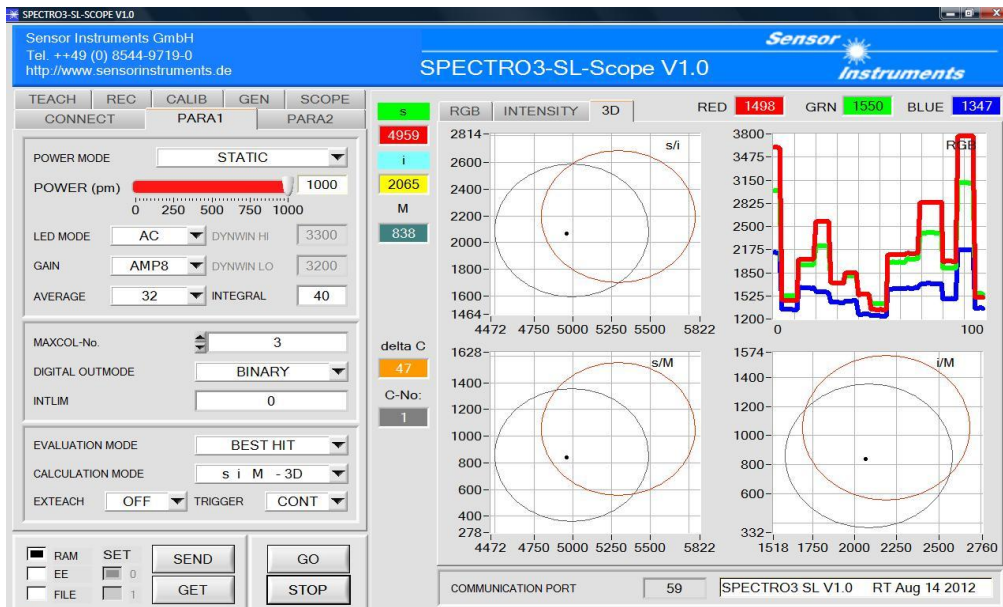 SPECTRO3-SL-SCOPE V1.0
Sensor Instruments GmbH
Tel. ++49 (0) 8544-9719-0
http://www.sensorinstruments.de
SPECTRO3-SL-Scope V1.0
Sensor
Instruments
TEACH REC CALIB GEN SCOPE
CONNECT PARA1 PARA2
POWER MODE STATIC
POWER (pm) 1000
0 250 500 750 1000
LED MODE AC DYNWIN HI 3300
GAIN AMP8 DYNWIN LO 3200
AVERAGE 32 INTEGRAL 40
MAXCOL-No. 3
DIGITAL OUTMODE BINARY
INTLIM 0
EVALUATION MODE BEST HIT
CALCULATION MODE s i M - 3D
EXTEACH OFF TRIGGER CONT
RAM SET
EE 0
FILE 1
SEND
GET
GO
STOP
s
4959
i
2065
M
838
delta C
47
C-No:
1
RGB INTENSITY 3D
RED 1498 GRN 1550 BLUE 1347
s/i
2814
2600
2400
2200
2000
1800
1600
1464
4472 4750 5000 5250 5500 5822
RGB
3800
3475
3150
2825
2500
2175
1850
1525
1200
0 100
s/M
1628
1400
1200
1000
800
600
400
278
4472 4750 5000 5250 5500 5822
i/M
1574
1400
1200
1000
800
600
332
1518 1750 2000 2250 2500 2760
COMMUNICATION PORT 59 SPECTRO3 SL V1.0 RT Aug 14 2012